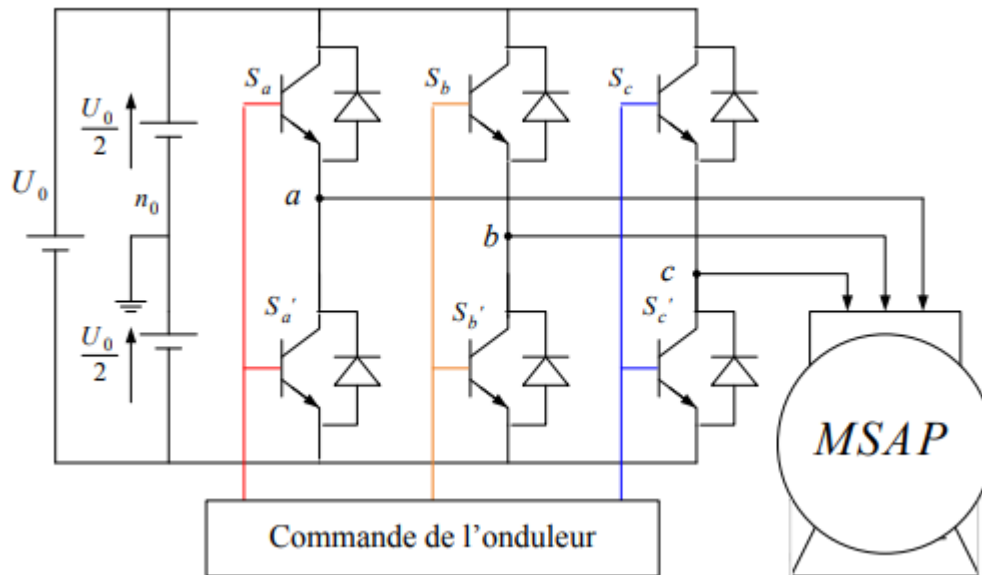 S_a
S_b
S_c
U_0/2
U_0
n_0
a
b
c
S_a'
S_b'
S_c'
U_0/2
MSAP
Commande de l'onduleur